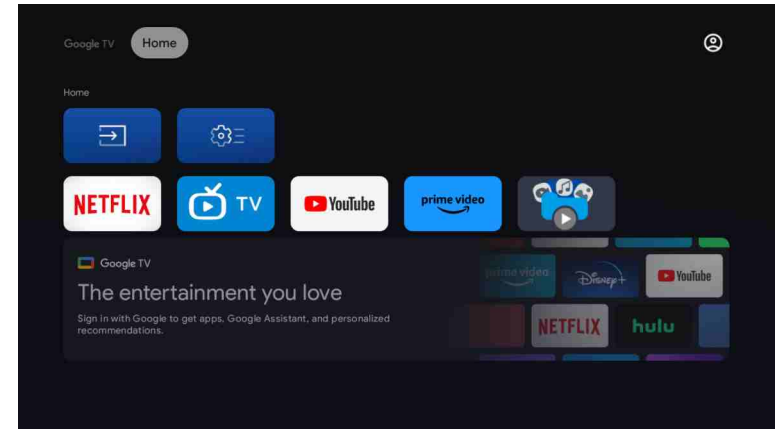 Google TV
Home
Home
NETFLIX
TV
YouTube
prime video
Google TV
The entertainment you love
Sign in with Google to get apps, Google Assistant, and personalized
recommendations.
prime video
Disney+
YouTube
NETFLIX
hulu